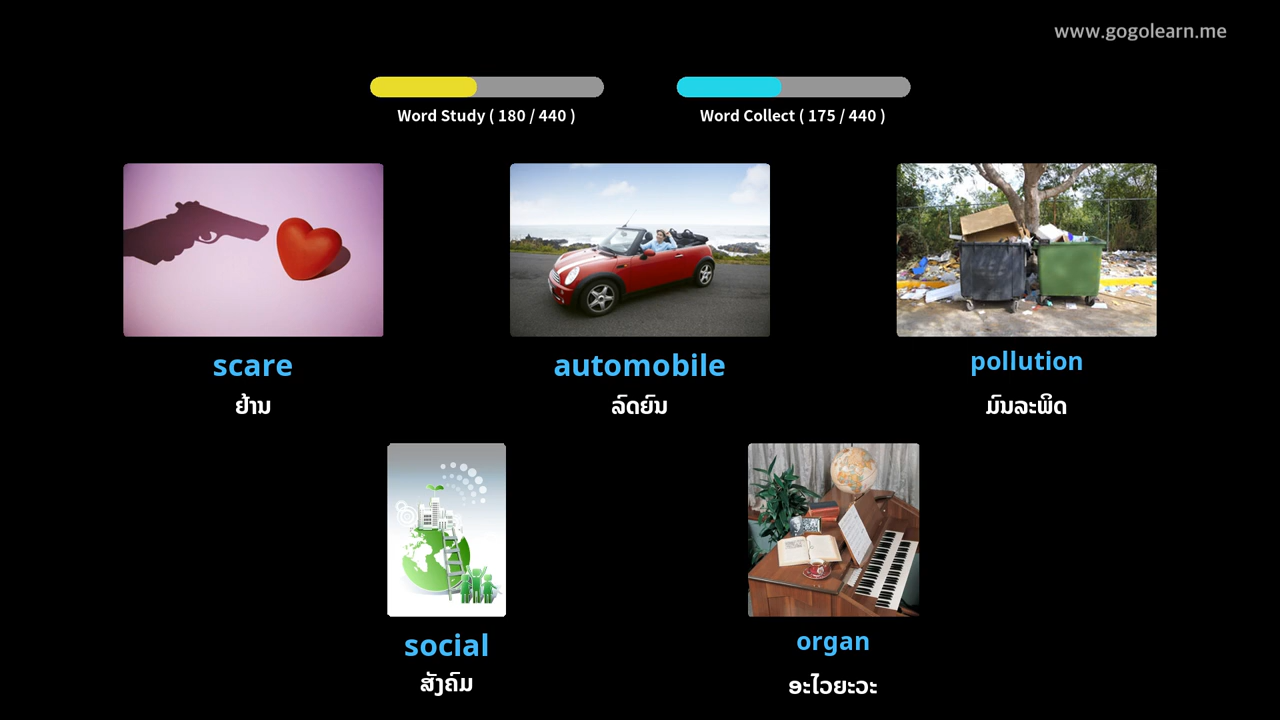 www.gogolearn.me
Word Study ( 180 / 440 )
Word Collect ( 175 / 440 )
scare
ຢ້ານ
automobile
ລົດຍົນ
pollution
ມົນລະພິດ
social
ສັງຄົມ
organ
ອະໄວຍະວະ